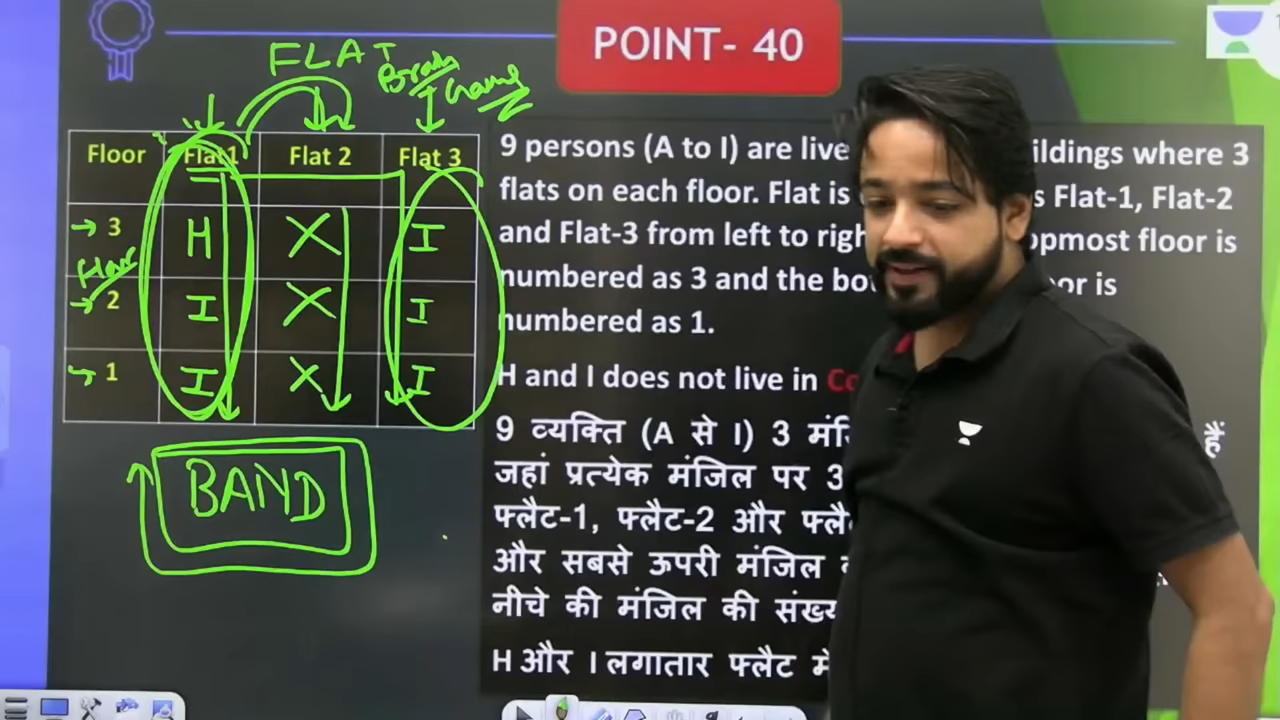 POINT- 40
FLAT
Brain
Game
Floor Flat 1 Flat 2 Flat 3
3 H X I
Floor
2 I X I
1 I X I
BAND
9 persons (A to I) are live ildings where 3
flats on each floor. Flat is s Flat-1, Flat-2
and Flat-3 from left to righ opmost floor is
numbered as 3 and the bo or is
numbered as 1.
H and I does not live in Co
9 व्यक्ति (A से I) 3 मंि हैं
जहां प्रत्येक मंजिल पर 3
फ्लैट-1, फ्लैट-2 और फ्लै
और सबसे ऊपरी मंजिल
नीचे की मंजिल की संख्य
H और I लगातार फ्लैट में